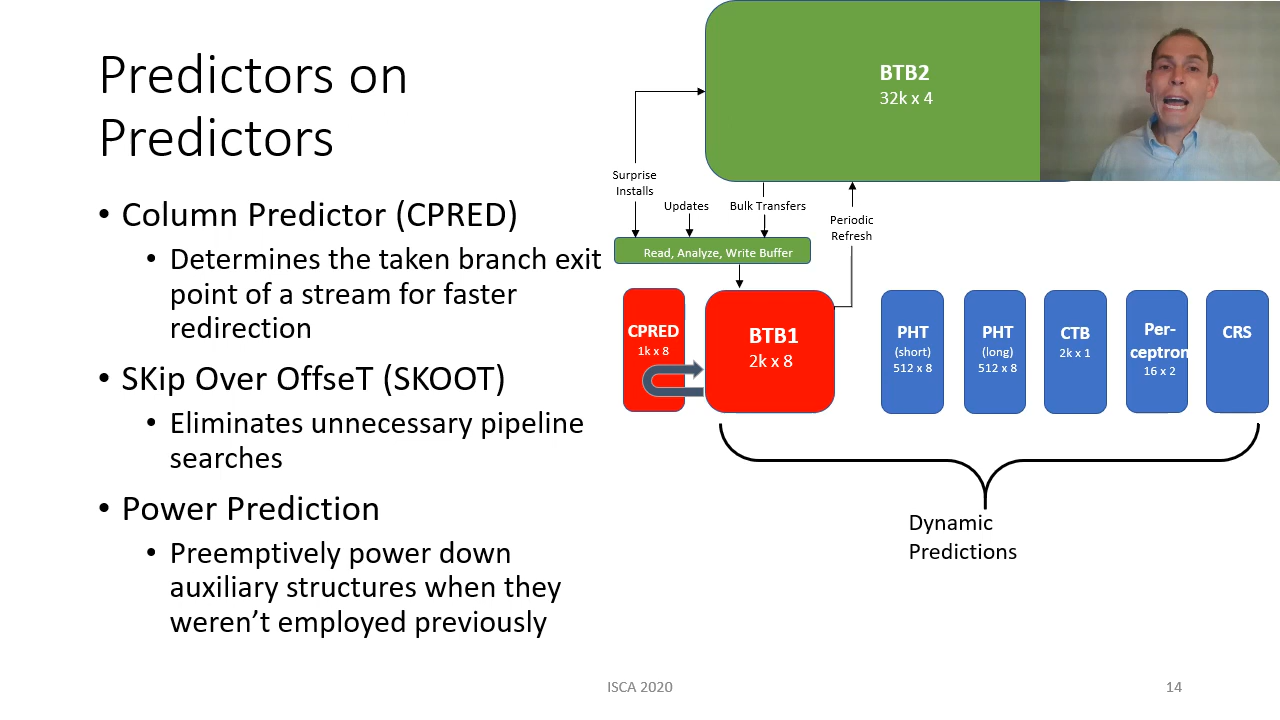 Predictors on
Predictors
• Column Predictor (CPRED)
• Determines the taken branch exit
point of a stream for faster
redirection
• SKip Over OffseT (SKOOT)
• Eliminates unnecessary pipeline
searches
• Power Prediction
• Preemptively power down
auxiliary structures when they
weren’t employed previously
BTB2
32k x 4
Surprise
Installs
Updates
Bulk Transfers
Periodic
Refresh
Read, Analyze, Write Buffer
CPRED
1k x 8
BTB1
2k x 8
PHT
(short)
512 x 8
PHT
(long)
512 x 8
CTB
2k x 1
Per-
ceptron
16 x 2
CRS
Dynamic
Predictions
ISCA 2020
14